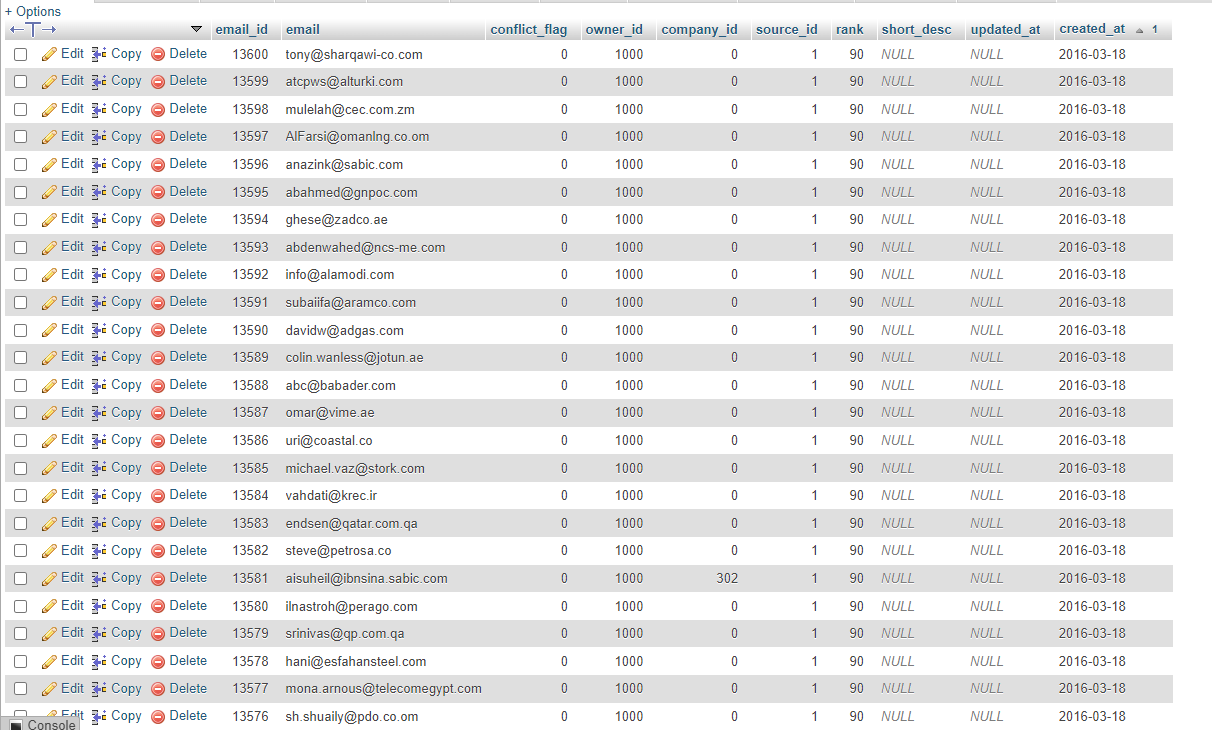 + Options
email_id email conflict_flag owner_id company_id source_id rank short_desc updated_at created_at 1
Edit Copy Delete 13600 tony@sharqawi-co.com 0 1000 0 1 90 NULL NULL 2016-03-18
Edit Copy Delete 13599 atcpws@alturki.com 0 1000 0 1 90 NULL NULL 2016-03-18
Edit Copy Delete 13598 mulelah@cec.com.zm 0 1000 0 1 90 NULL NULL 2016-03-18
Edit Copy Delete 13597 AlFarsi@omanlng.co.om 0 1000 0 1 90 NULL NULL 2016-03-18
Edit Copy Delete 13596 anazink@sabic.com 0 1000 0 1 90 NULL NULL 2016-03-18
Edit Copy Delete 13595 abahmed@gnpoc.com 0 1000 0 1 90 NULL NULL 2016-03-18
Edit Copy Delete 13594 ghese@zadco.ae 0 1000 0 1 90 NULL NULL 2016-03-18
Edit Copy Delete 13593 abdenwahed@ncs-me.com 0 1000 0 1 90 NULL NULL 2016-03-18
Edit Copy Delete 13592 info@alamodi.com 0 1000 0 1 90 NULL NULL 2016-03-18
Edit Copy Delete 13591 subaiifa@aramco.com 0 1000 0 1 90 NULL NULL 2016-03-18
Edit Copy Delete 13590 davidw@adgas.com 0 1000 0 1 90 NULL NULL 2016-03-18
Edit Copy Delete 13589 colin.wanless@jotun.ae 0 1000 0 1 90 NULL NULL 2016-03-18
Edit Copy Delete 13588 abc@babader.com 0 1000 0 1 90 NULL NULL 2016-03-18
Edit Copy Delete 13587 omar@vime.ae 0 1000 0 1 90 NULL NULL 2016-03-18
Edit Copy Delete 13586 uri@coastal.co 0 1000 0 1 90 NULL NULL 2016-03-18
Edit Copy Delete 13585 michael.vaz@stork.com 0 1000 0 1 90 NULL NULL 2016-03-18
Edit Copy Delete 13584 vahdati@krec.ir 0 1000 0 1 90 NULL NULL 2016-03-18
Edit Copy Delete 13583 endsen@qatar.com.qa 0 1000 0 1 90 NULL NULL 2016-03-18
Edit Copy Delete 13582 steve@petrosa.co 0 1000 0 1 90 NULL NULL 2016-03-18
Edit Copy Delete 13581 aisuheil@ibnsina.sabic.com 0 1000 302 1 90 NULL NULL 2016-03-18
Edit Copy Delete 13580 ilnastroh@perago.com 0 1000 0 1 90 NULL NULL 2016-03-18
Edit Copy Delete 13579 srinivas@qp.com.qa 0 1000 0 1 90 NULL NULL 2016-03-18
Edit Copy Delete 13578 hani@esfahansteel.com 0 1000 0 1 90 NULL NULL 2016-03-18
Edit Copy Delete 13577 mona.arnous@telecomegypt.com 0 1000 0 1 90 NULL NULL 2016-03-18
Edit Copy Delete 13576 sh.shuaily@pdo.co.om 0 1000 0 1 90 NULL NULL 2016-03-18
Console